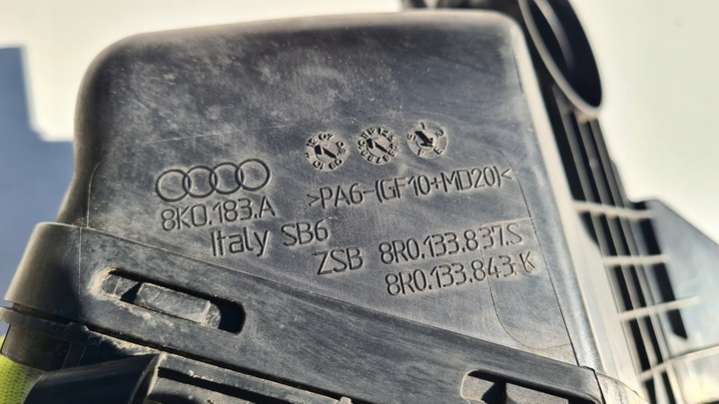 >PA6-(GF10+MD20)<
8K0.183.A
Italy SB6
ZSB 8R0.133.837.S
8R0.133.843.K